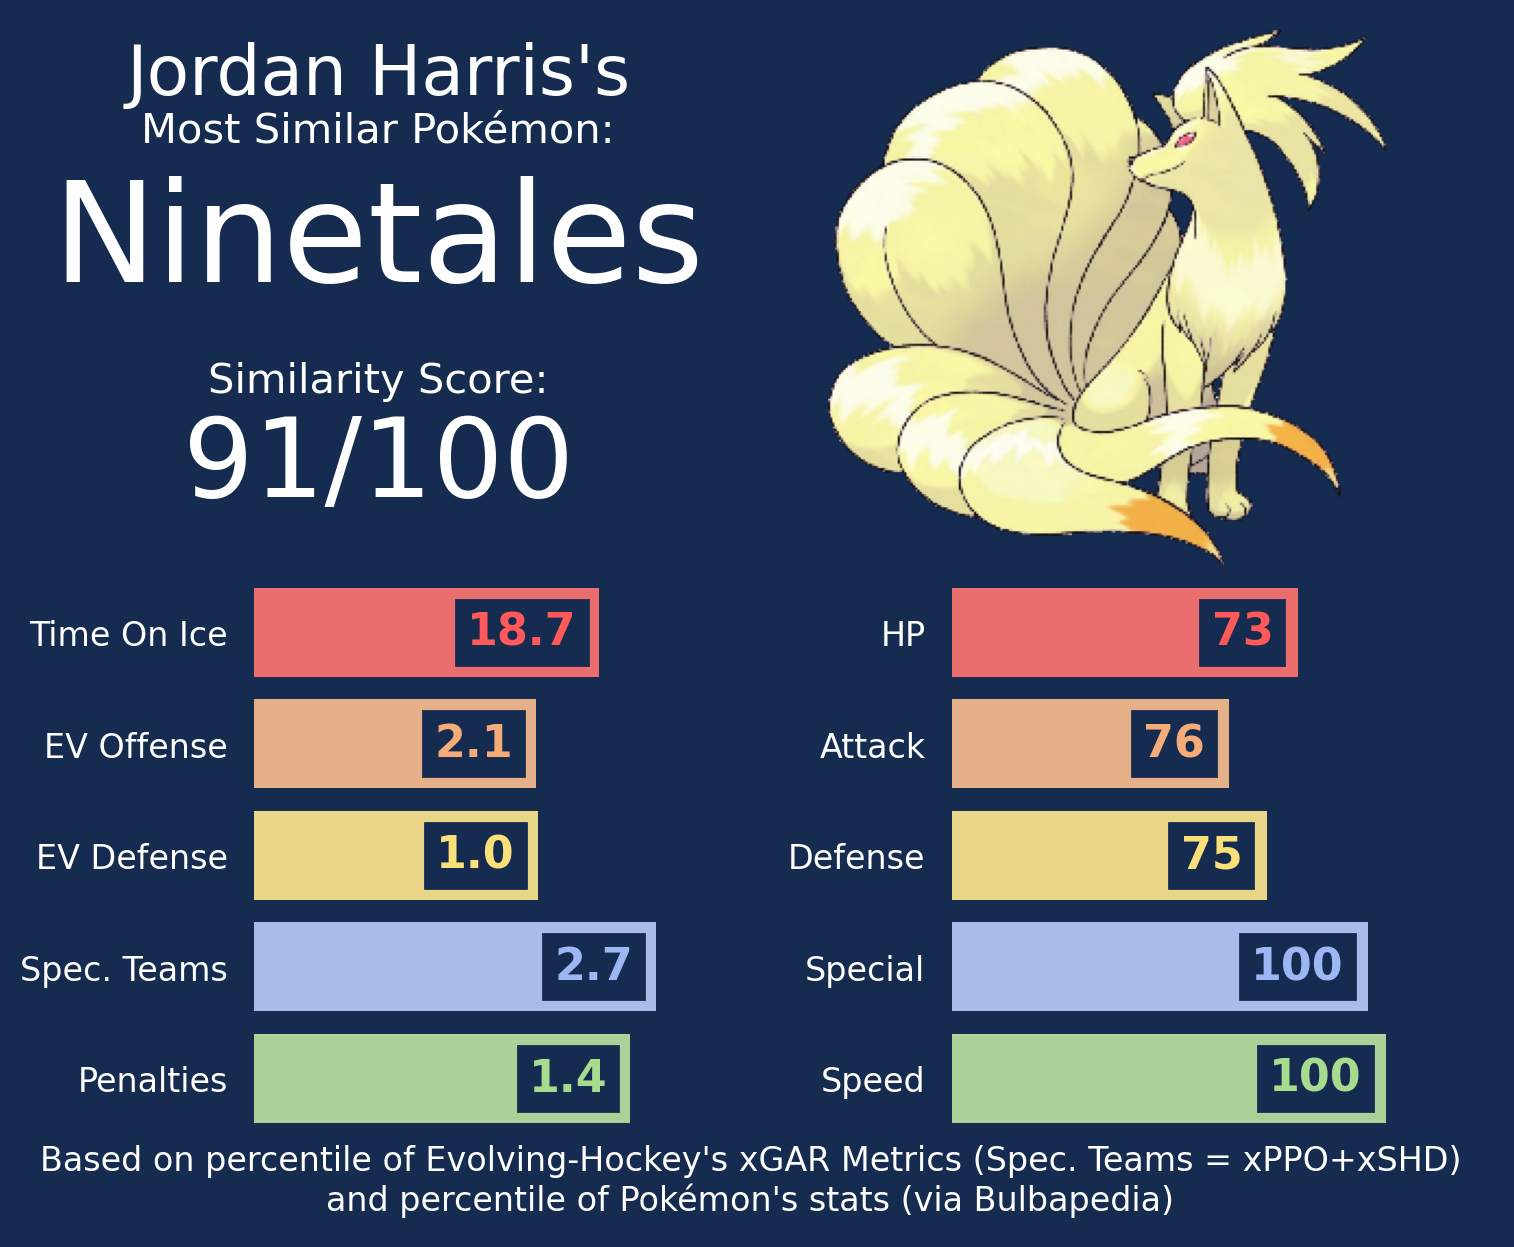 Jordan Harris's
Most Similar Pokémon:
Ninetales
Similarity Score:
91/100
Time On Ice 18.7
EV Offense 2.1
EV Defense 1.0
Spec. Teams 2.7
Penalties 1.4
HP 73
Attack 76
Defense 75
Special 100
Speed 100
Based on percentile of Evolving-Hockey's xGAR Metrics (Spec. Teams = xPPO+xSHD)
and percentile of Pokémon's stats (via Bulbapedia)